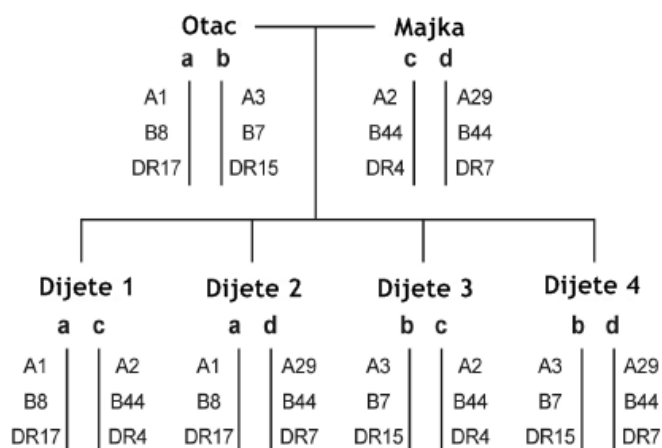 Otac Majka
a b c d
A1 A3 A2 A29
B8 B7 B44 B44
DR17 DR15 DR4 DR7
Dijete 1 Dijete 2 Dijete 3 Dijete 4
a c a d b c b d
A1 A2 A1 A29 A3 A2 A3 A29
B8 B44 B8 B44 B7 B44 B7 B44
DR17 DR4 DR17 DR7 DR15 DR4 DR15 DR7